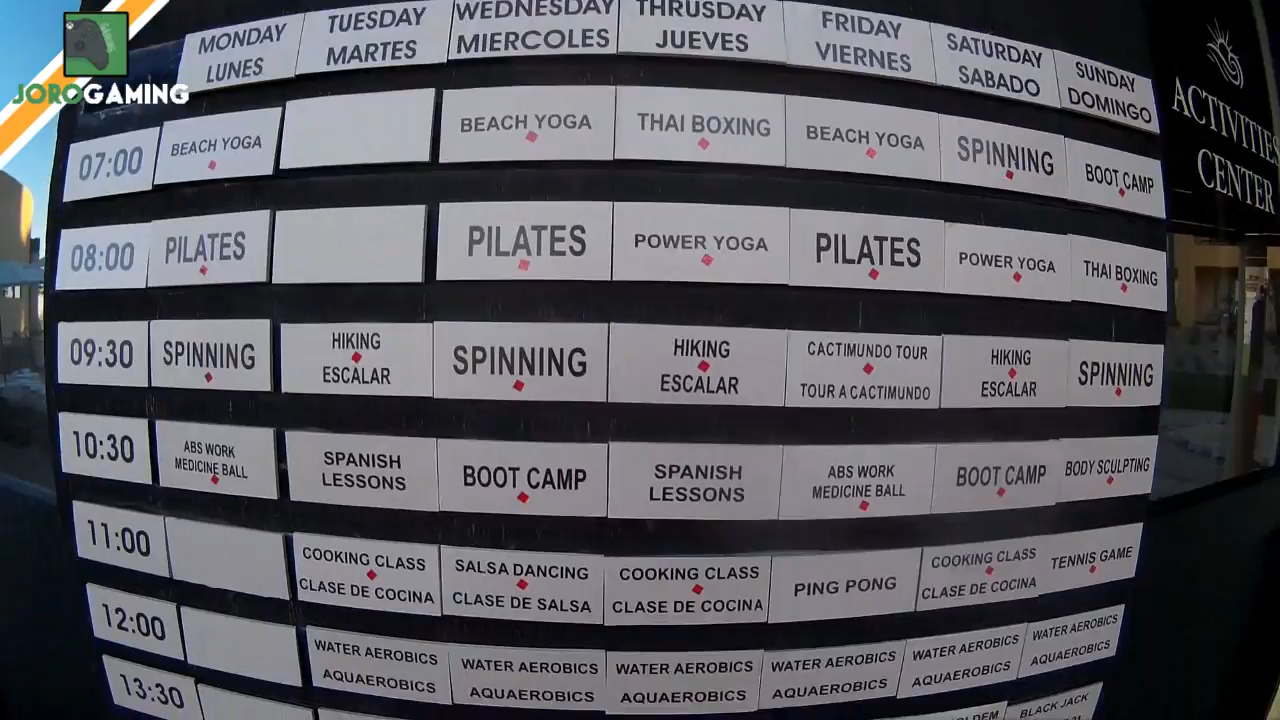 JOROGAMING
MONDAY
LUNES
TUESDAY
MARTES
WEDNESDAY
MIERCOLES
THRUSDAY
JUEVES
FRIDAY
VIERNES
SATURDAY
SABADO
SUNDAY
DOMINGO
ACTIVITIES
CENTER
07:00
BEACH YOGA
BEACH YOGA
THAI BOXING
BEACH YOGA
SPINNING
BOOT CAMP
08:00
PILATES
PILATES
POWER YOGA
PILATES
POWER YOGA
THAI BOXING
09:30
SPINNING
HIKING
ESCALAR
SPINNING
HIKING
ESCALAR
CACTIMUNDO TOUR
TOUR A CACTIMUNDO
HIKING
ESCALAR
SPINNING
10:30
ABS WORK
MEDICINE BALL
SPANISH
LESSONS
BOOT CAMP
SPANISH
LESSONS
ABS WORK
MEDICINE BALL
BOOT CAMP
BODY SCULPTING
11:00
COOKING CLASS
CLASE DE COCINA
SALSA DANCING
CLASE DE SALSA
COOKING CLASS
CLASE DE COCINA
PING PONG
COOKING CLASS
CLASE DE COCINA
TENNIS GAME
12:00
WATER AEROBICS
AQUAEROBICS
WATER AEROBICS
AQUAEROBICS
WATER AEROBICS
AQUAEROBICS
WATER AEROBICS
AQUAEROBICS
WATER AEROBICS
AQUAEROBICS
WATER AEROBICS
AQUAEROBICS
13:30
BLACK JACK